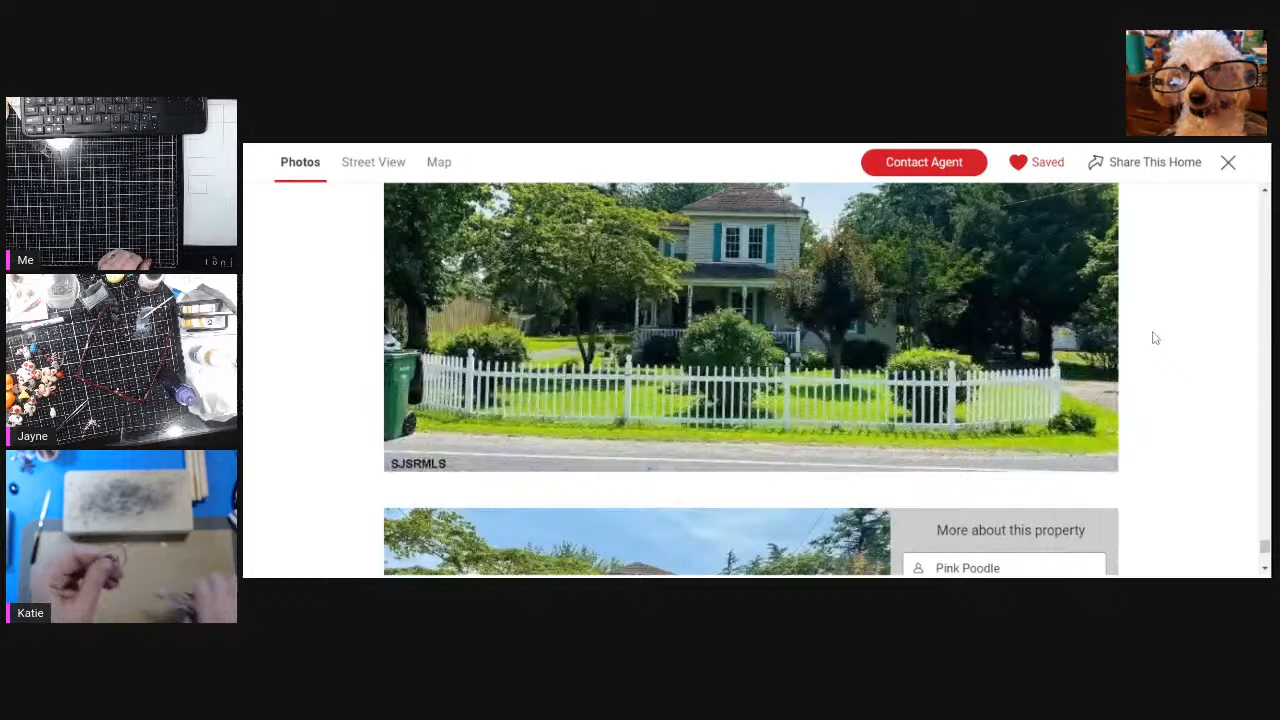 Photos Street View Map Contact Agent Saved Share This Home
Me
Jayne
SJSRMLS
More about this property
Pink Poodle
Katie